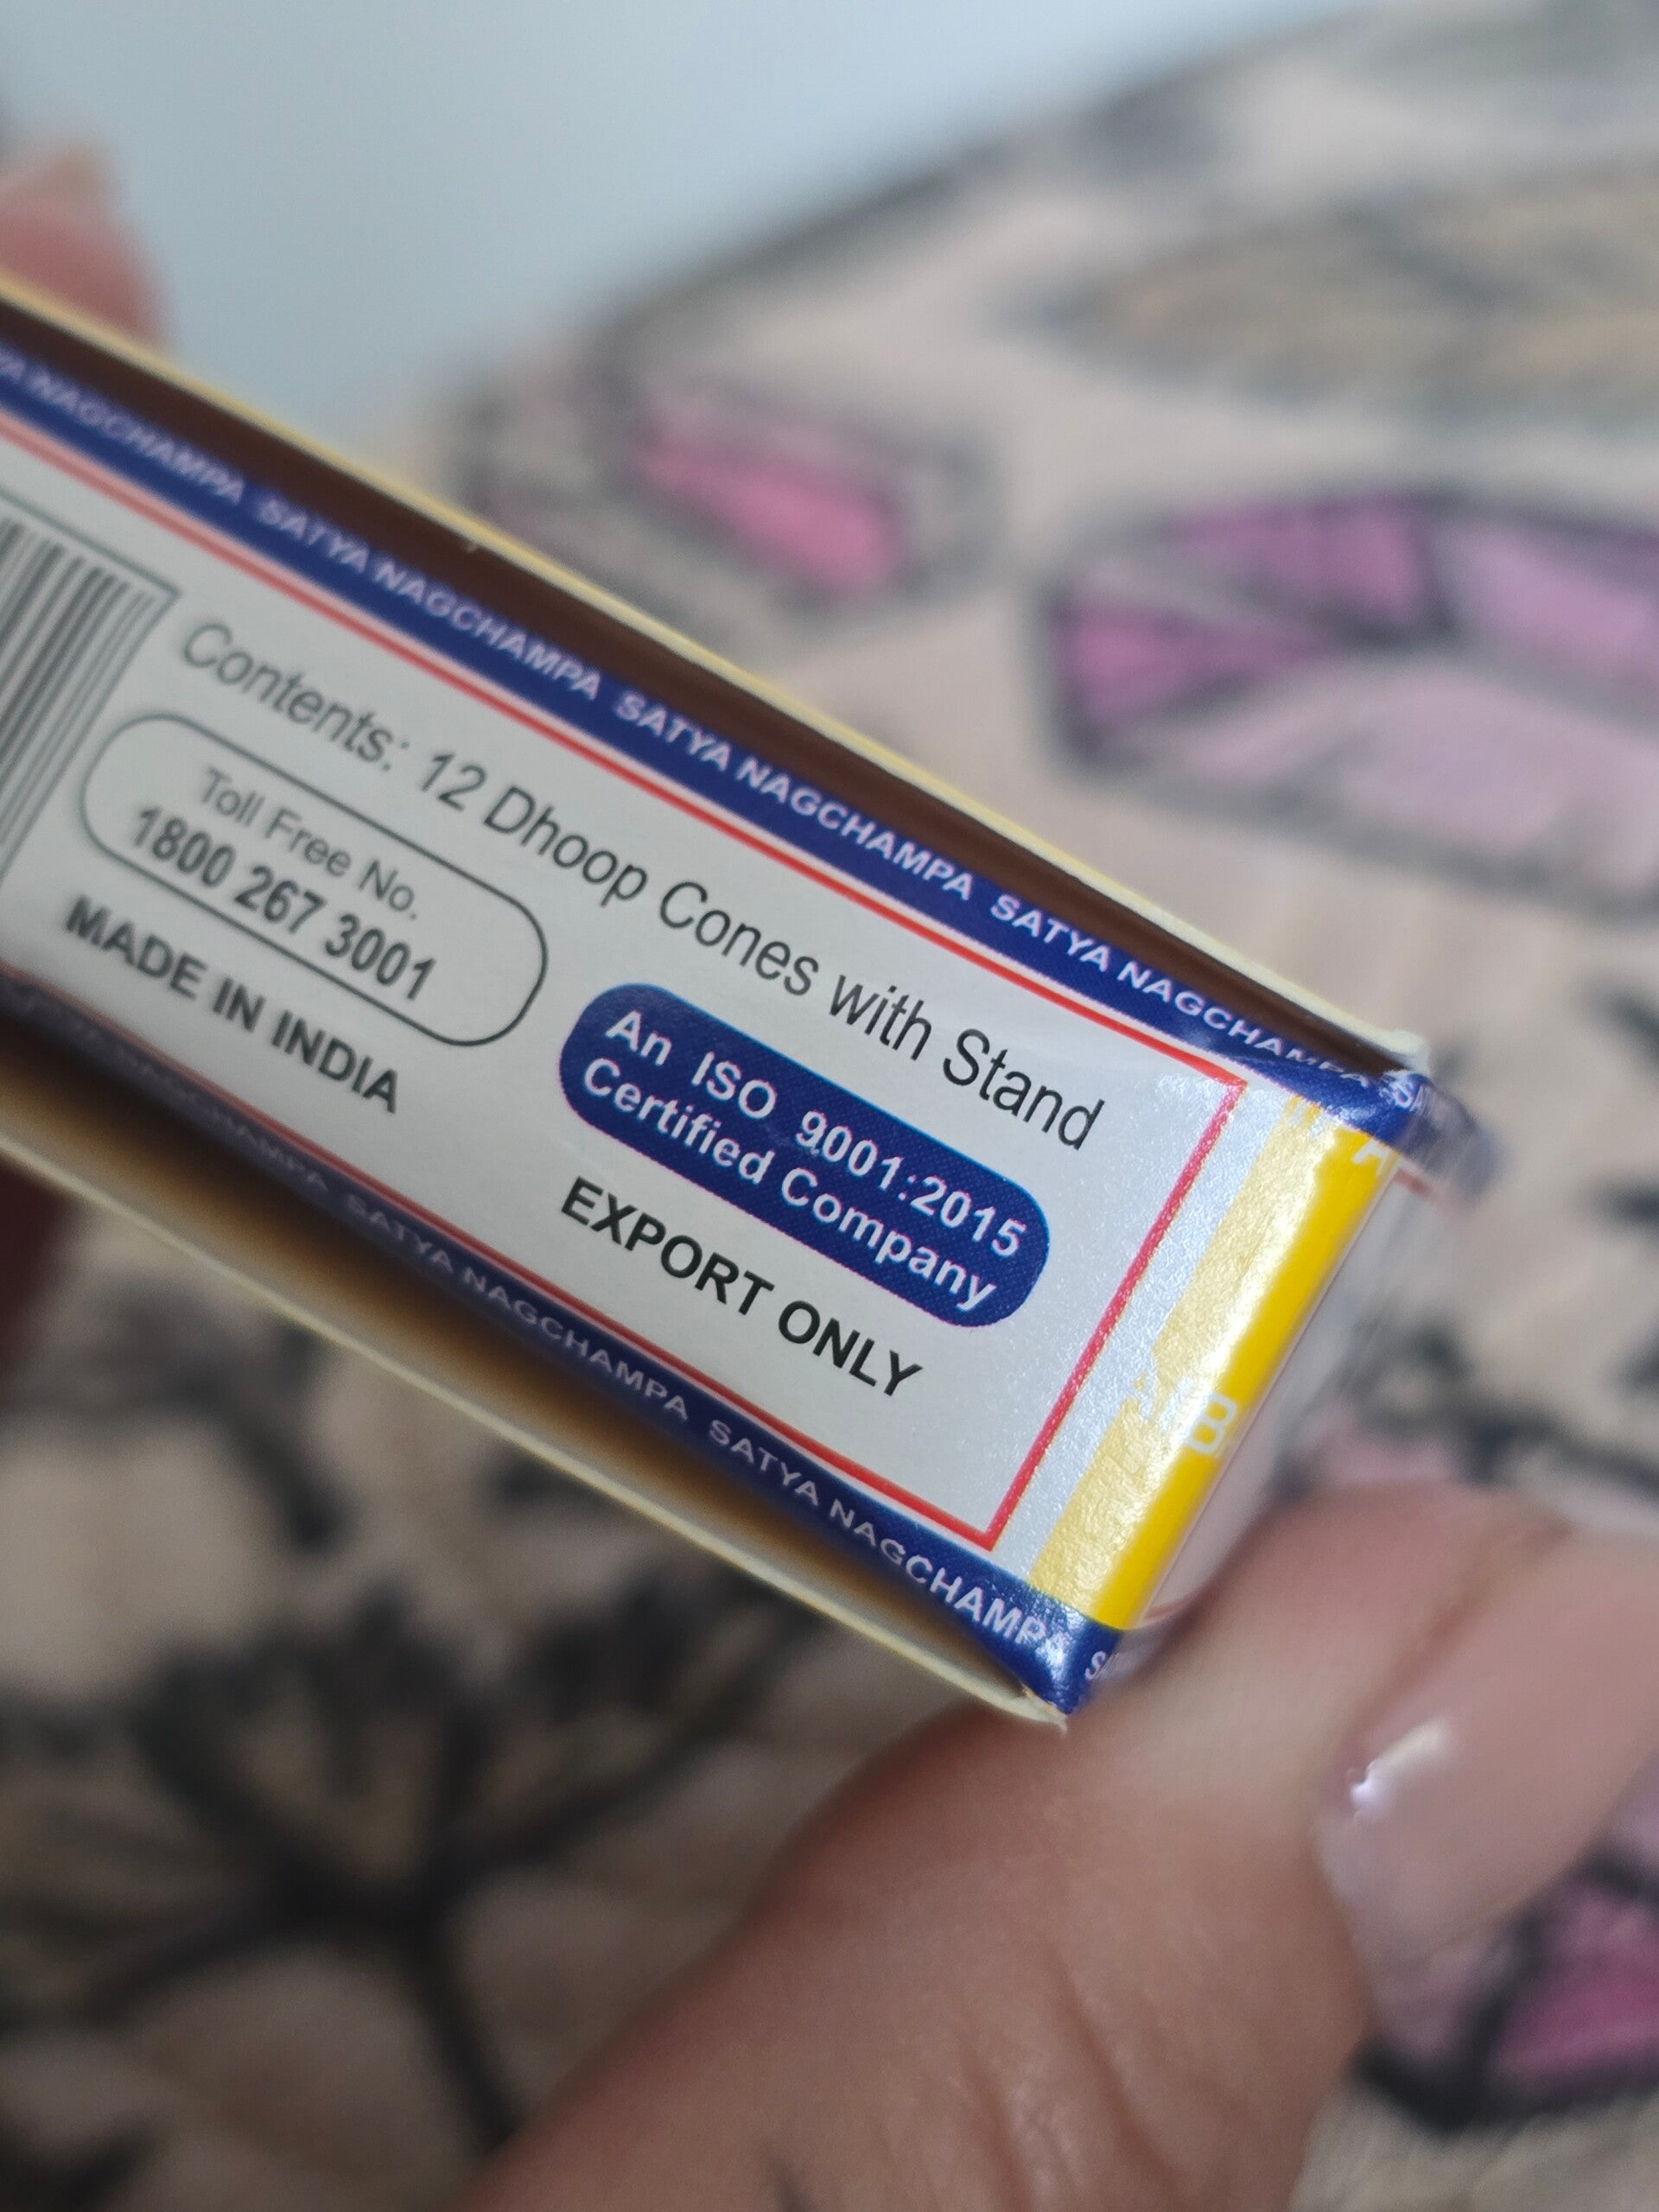 NAGCHAMPA SATYA NAGCHAMPA SATYA NAGCHAMPA SATYA NAGCHAMPA
Contents: 12 Dhoop Cones with Stand
Toll Free No.
1800 267 3001
MADE IN INDIA
An ISO 9001:2015
Certified Company
EXPORT ONLY
B
SATYA NAGCHAMPA SATYA NAGCHAMPA